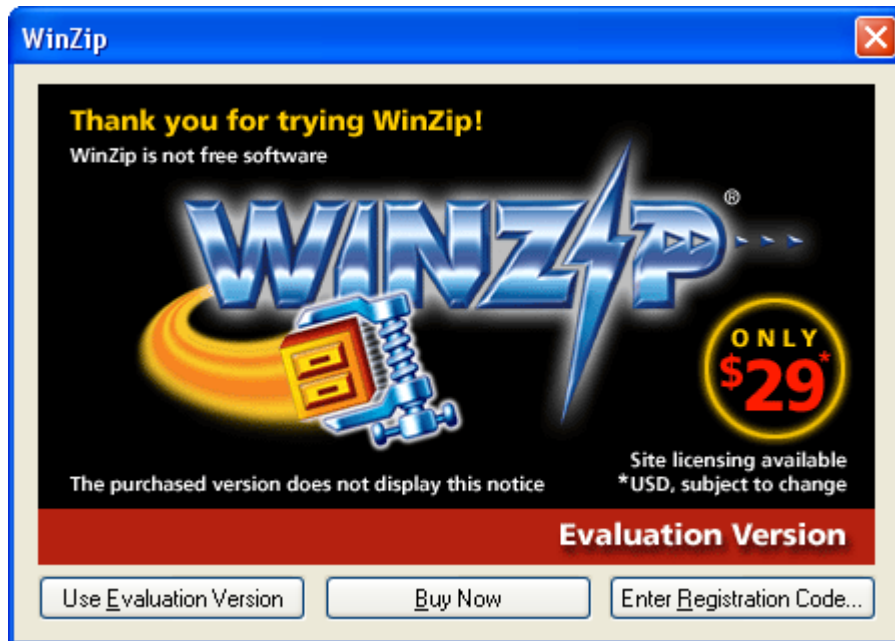 WinZip
Thank you for trying WinZip!
WinZip is not free software
WINZIP®
ONLY
$29*
Site licensing available
The purchased version does not display this notice
*USD, subject to change
Evaluation Version
Use Evaluation Version
Buy Now
Enter Registration Code...